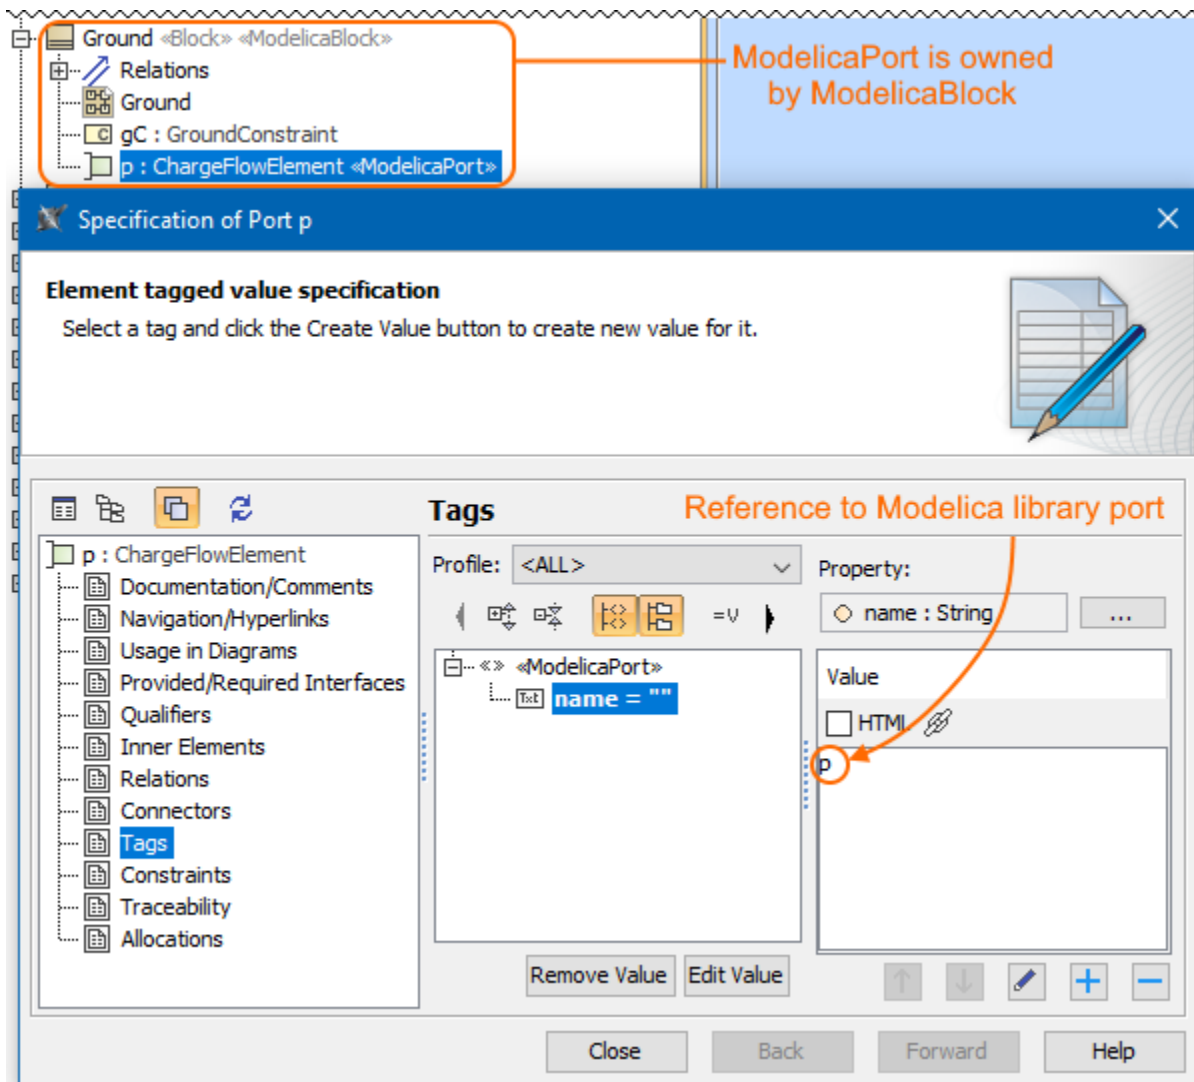 Ground «Block» «ModelicaBlock»
Relations
Ground
gC : GroundConstraint
p : ChargeFlowElement «ModelicaPort»
ModelicaPort is owned
by ModelicaBlock
Specification of Port p
Element tagged value specification
Select a tag and click the Create Value button to create new value for it.
p : ChargeFlowElement
Documentation/Comments
Navigation/Hyperlinks
Usage in Diagrams
Provided/Required Interfaces
Qualifiers
Inner Elements
Relations
Connectors
Tags
Constraints
Traceability
Allocations
Tags
Reference to Modelica library port
Profile: <ALL>
=V
«» «ModelicaPort»
Txt name = ""
Property:
name : String
...
Value
HTML
p
Remove Value
Edit Value
Close
Back
Forward
Help